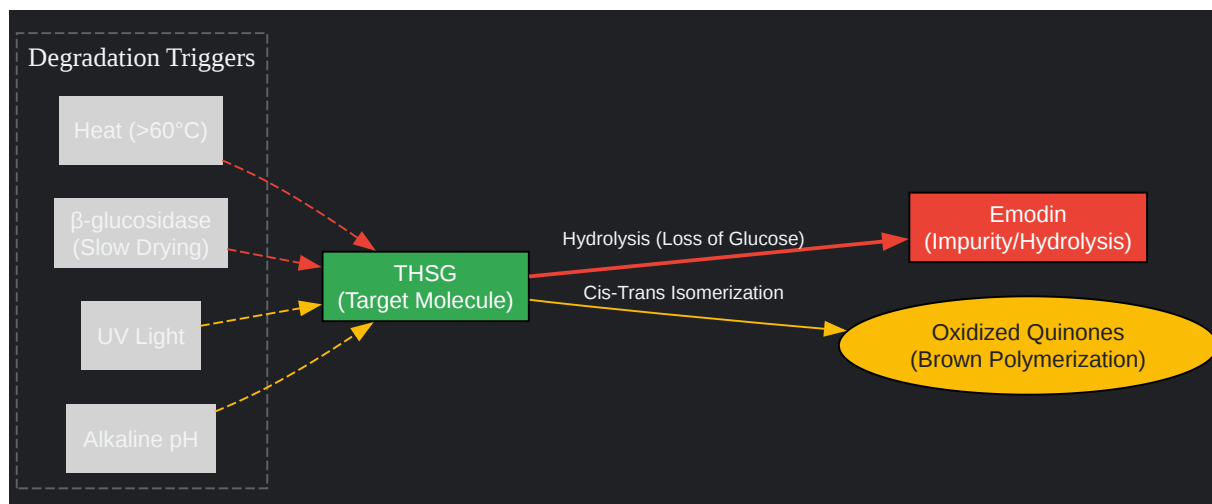 Degradation Triggers
Heat (>60°C)
β-glucosidase
(Slow Drying)
UV Light
Alkaline pH
THSG
(Target Molecule)
Hydrolysis (Loss of Glucose)
Cis-Trans Isomerization
Emodin
(Impurity/Hydrolysis)
Oxidized Quinones
(Brown Polymerization)